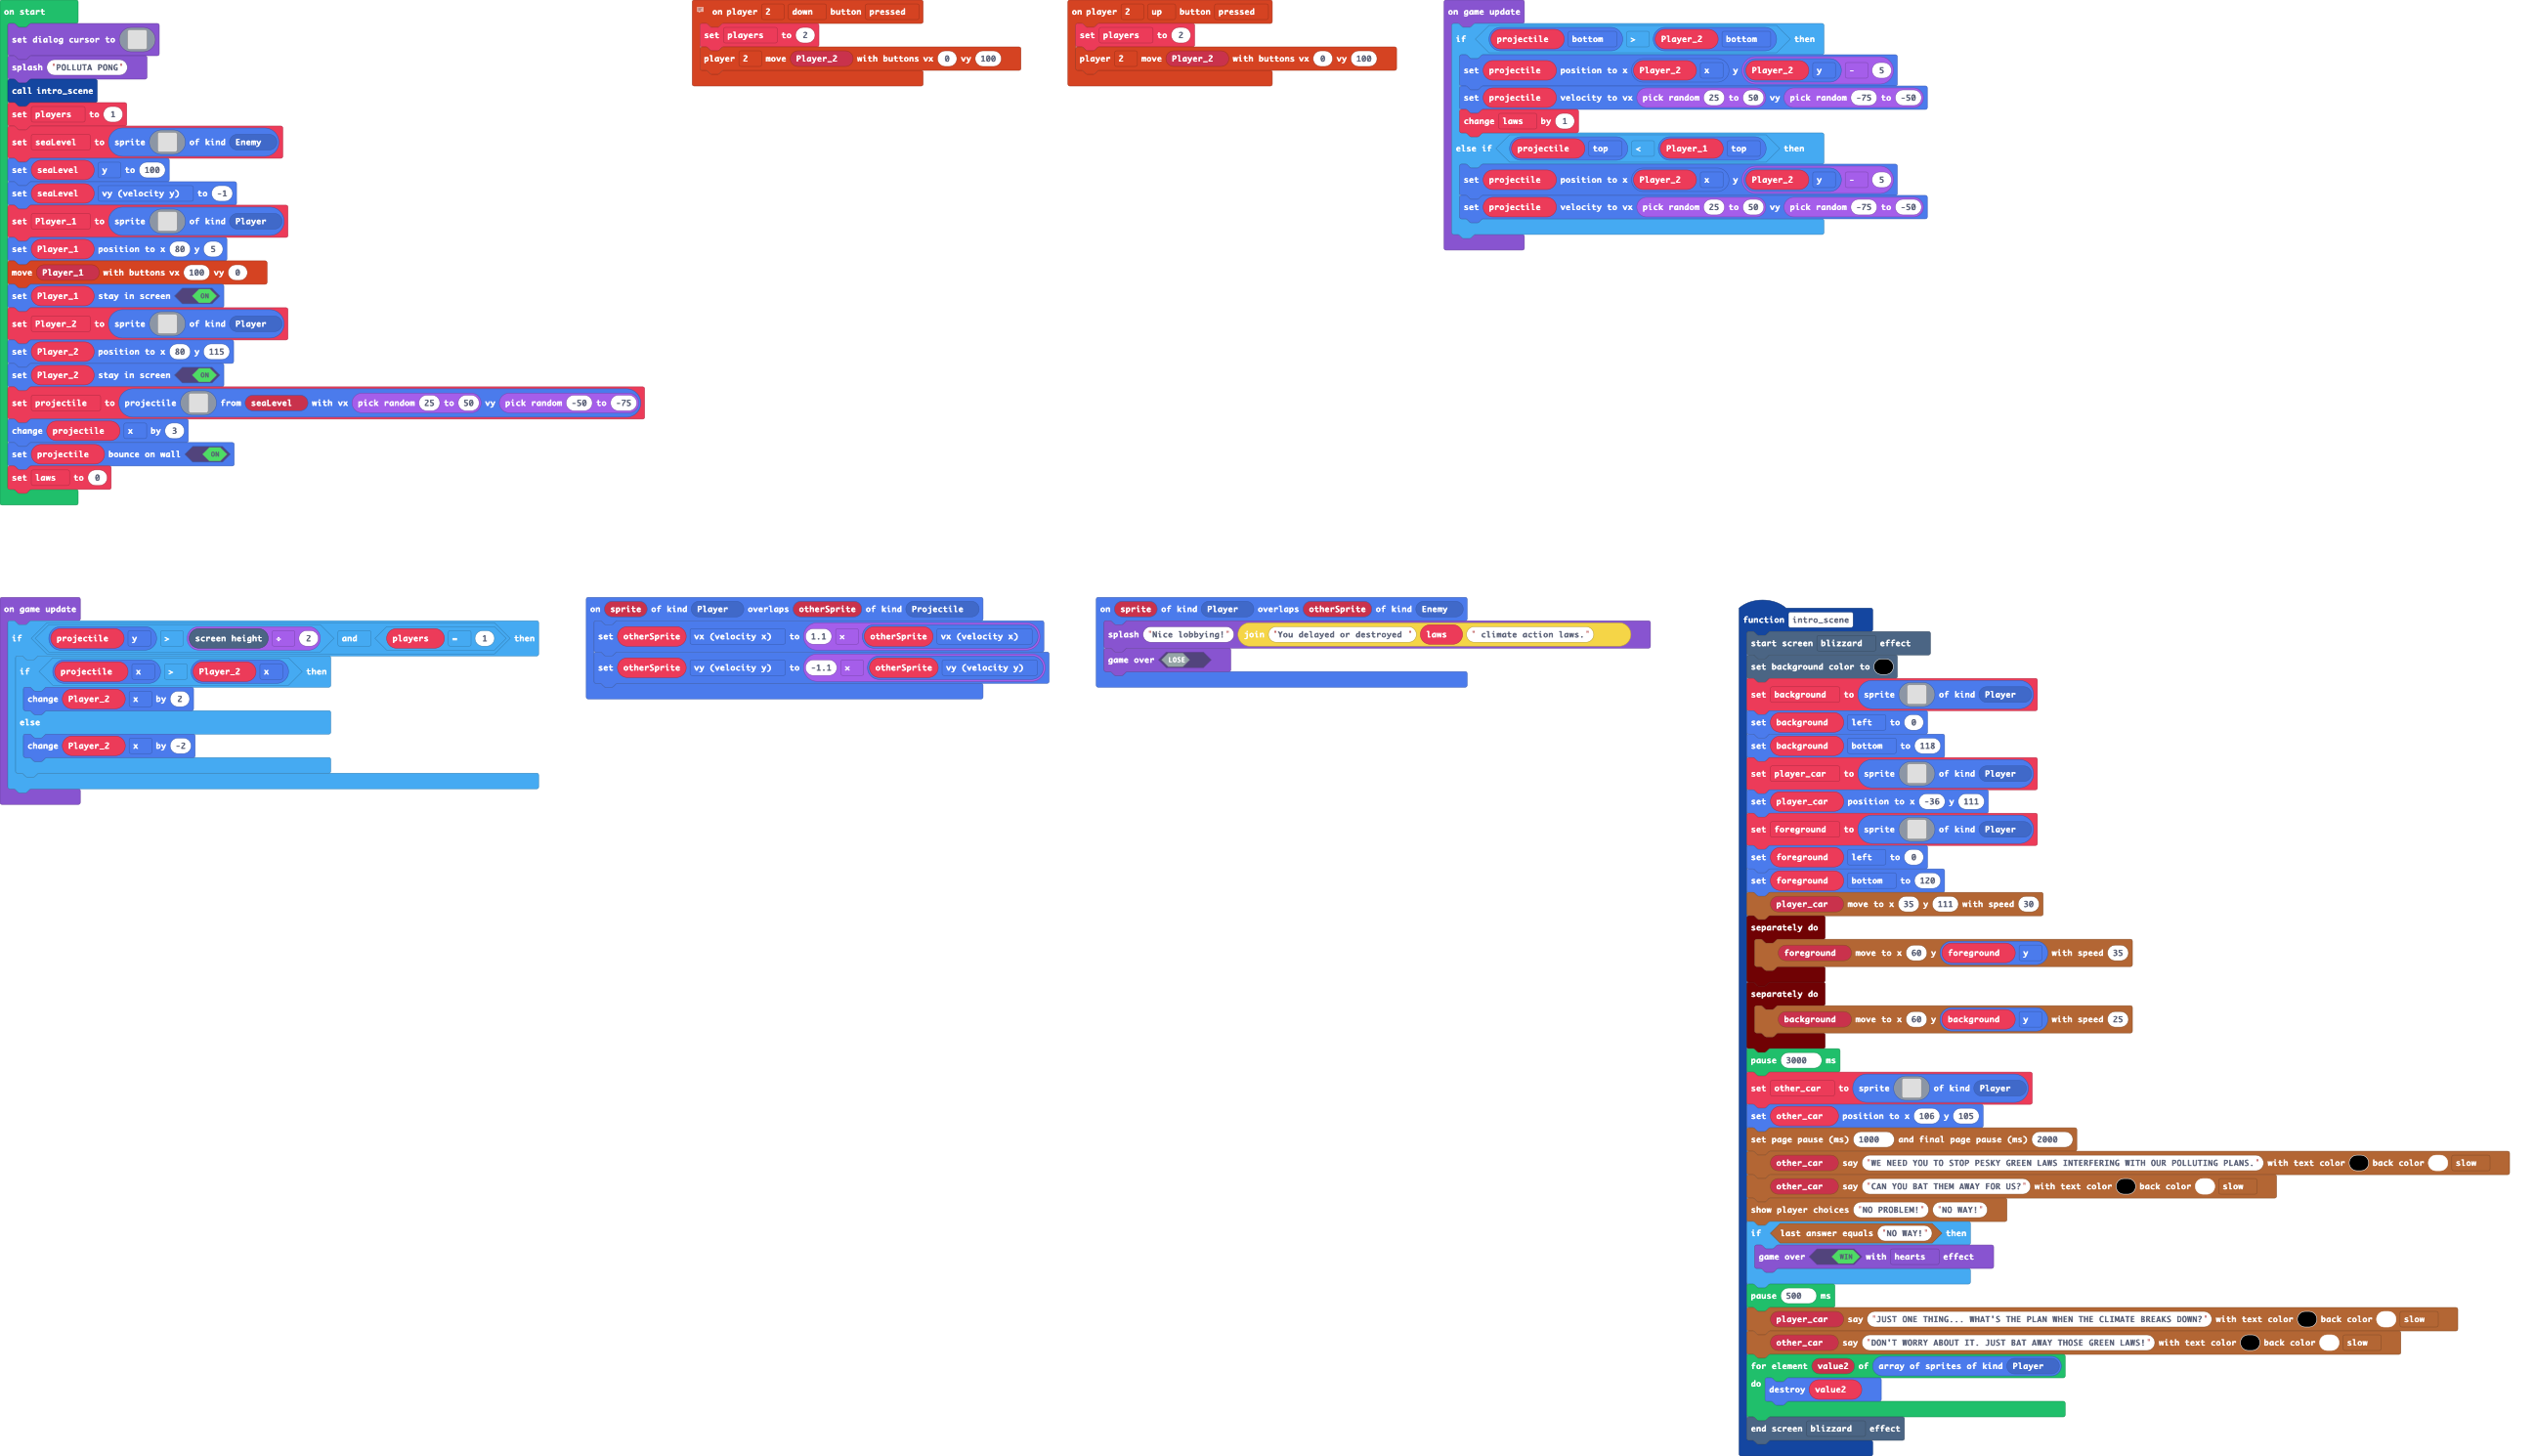 on start
set dialog cursor to
splash "POLLUTA PONG"
call intro_scene
set players to 1
set seaLevel to sprite of kind Enemy
set seaLevel y to 100
set seaLevel vy (velocity y) to -1
set Player_1 to sprite of kind Player
set Player_1 position to x 80 y 5
move Player_1 with buttons vx 100 vy 0
set Player_1 stay in screen ON
set Player_2 to sprite of kind Player
set Player_2 position to x 80 y 115
set Player_2 stay in screen ON
set projectile to projectile from seaLevel with vx pick random 25 to 50 vy pick random -50 to -75
change projectile x by 3
set projectile bounce on wall ON
set laws to 0
on player 2 down button pressed
set players to 2
player 2 move Player_2 with buttons vx 0 vy 100
on player 2 up button pressed
set players to 2
player 2 move Player_2 with buttons vx 0 vy 100
on game update
if projectile bottom > Player_2 bottom then
set projectile position to x Player_2 x y Player_2 y - 5
set projectile velocity to vx pick random 25 to 50 vy pick random -75 to -50
change laws by 1
else if projectile top < Player_1 top then
set projectile position to x Player_2 x y Player_2 y - 5
set projectile velocity to vx pick random 25 to 50 vy pick random -75 to -50
on game update
if projectile y > screen height ÷ 2 and players = 1 then
if projectile x > Player_2 x then
change Player_2 x by 2
else
change Player_2 x by -2
on sprite of kind Player overlaps otherSprite of kind Projectile
set otherSprite vx (velocity x) to 1.1 × otherSprite vx (velocity x)
set otherSprite vy (velocity y) to -1.1 × otherSprite vy (velocity y)
on sprite of kind Player overlaps otherSprite of kind Enemy
splash "Nice lobbying!" join "You delayed or destroyed " laws " climate action laws."
game over LOSE
function intro_scene
start screen blizzard effect
set background color to
set background to sprite of kind Player
set background left to 0
set background bottom to 118
set player_car to sprite of kind Player
set player_car position to x -36 y 111
set foreground to sprite of kind Player
set foreground left to 0
set foreground bottom to 120
player_car move to x 35 y 111 with speed 30
separately do
foreground move to x 60 y foreground y with speed 35
separately do
background move to x 60 y background y with speed 25
pause 3000 ms
set other_car to sprite of kind Player
set other_car position to x 106 y 105
set page pause (ms) 1000 and final page pause (ms) 2000
other_car say "WE NEED YOU TO STOP PESKY GREEN LAWS INTERFERING WITH OUR POLLUTING PLANS." with text color back color slow
other_car say "CAN YOU BAT THEM AWAY FOR US?" with text color back color slow
show player choices "NO PROBLEM!" "NO WAY!"
if last answer equals "NO WAY!" then
game over WIN with hearts effect
pause 500 ms
player_car say "JUST ONE THING... WHAT'S THE PLAN WHEN THE CLIMATE BREAKS DOWN?" with text color back color slow
other_car say "DON'T WORRY ABOUT IT. JUST BAT AWAY THOSE GREEN LAWS!" with text color back color slow
for element value2 of array of sprites of kind Player
do destroy value2
end screen blizzard effect